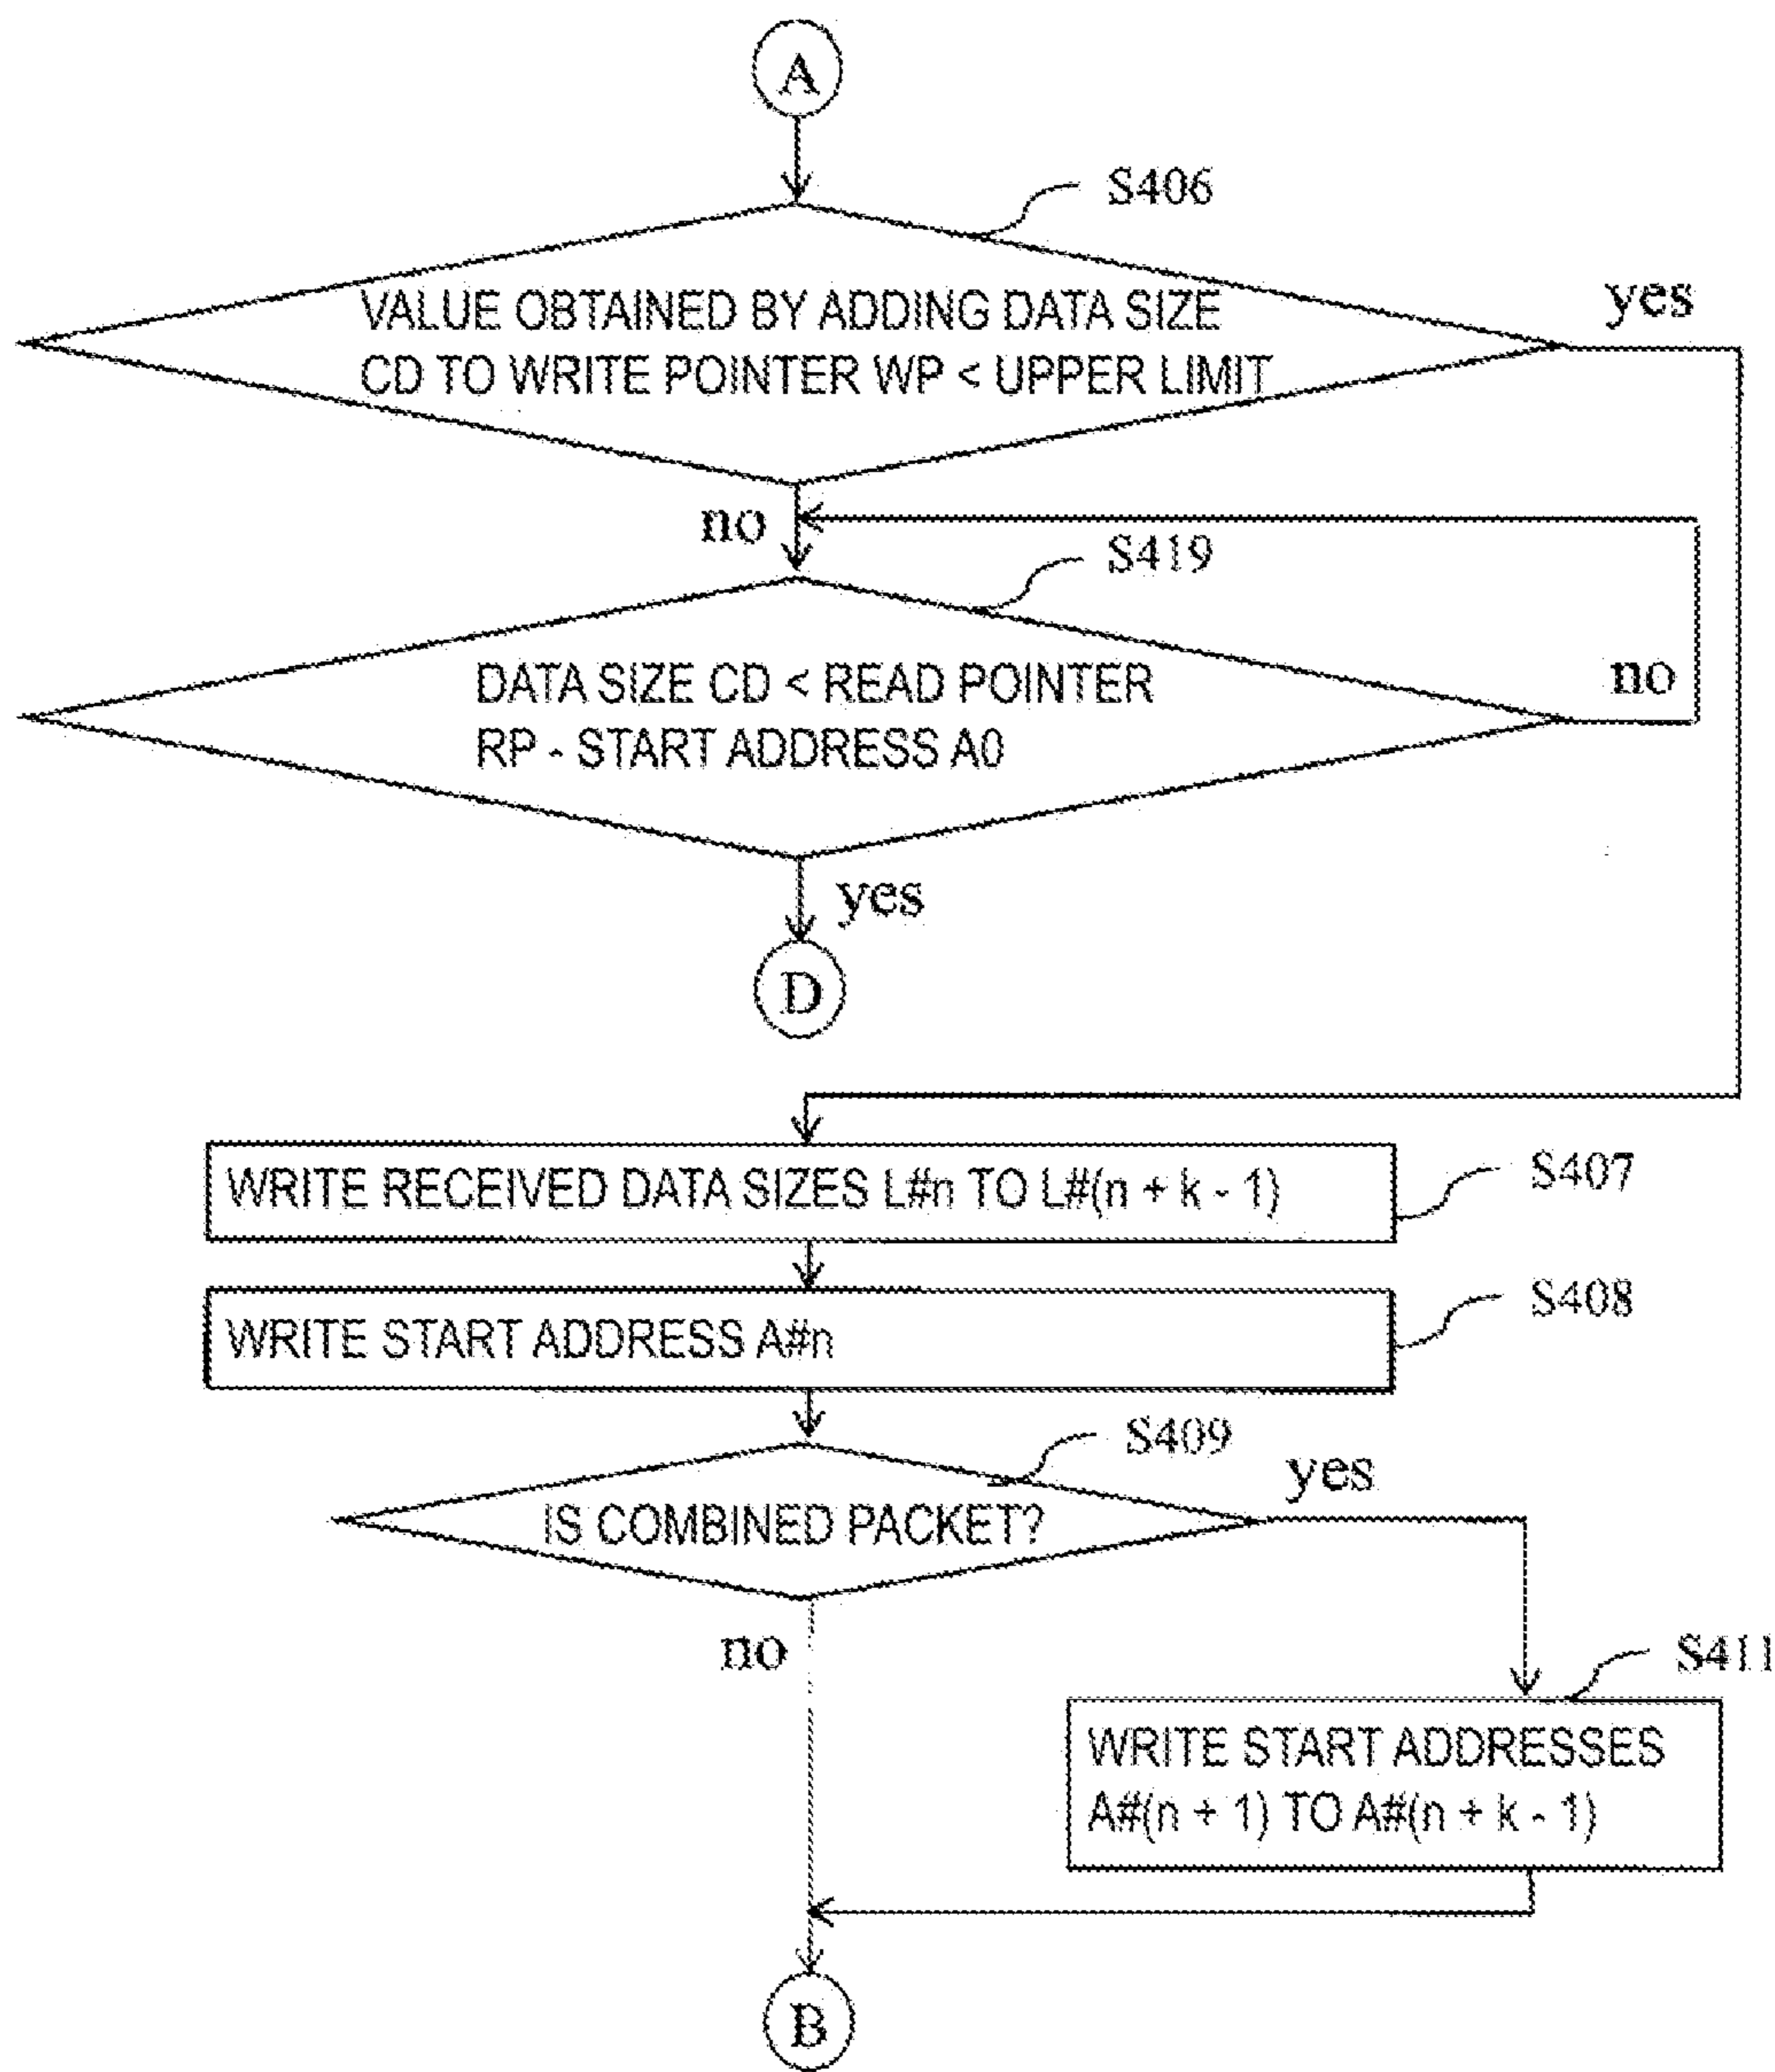 A
S406
VALUE OBTAINED BY ADDING DATA SIZE
CD TO WRITE POINTER WP < UPPER LIMIT
yes
no
S419
DATA SIZE CD < READ POINTER
RP - START ADDRESS A0
no
yes
D
WRITE RECEIVED DATA SIZES L#n TO L#(n + k - 1)
S407
WRITE START ADDRESS A#n
S408
S409
IS COMBINED PACKET?
yes
no
S411
WRITE START ADDRESSES
A#(n + 1) TO A#(n + k - 1)
B